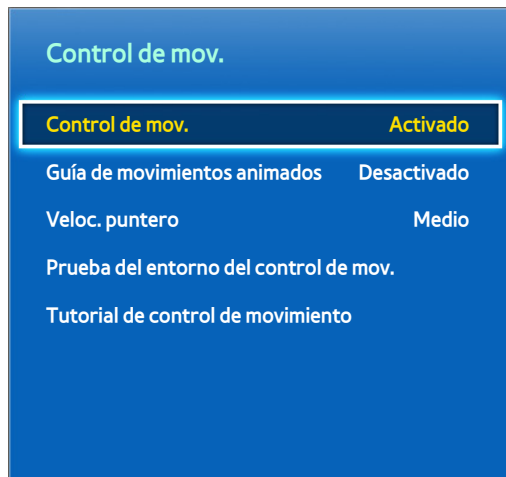 Control de mov.
Control de mov. Activado
Guía de movimientos animados Desactivado
Veloc. puntero Medio
Prueba del entorno del control de mov.
Tutorial de control de movimiento